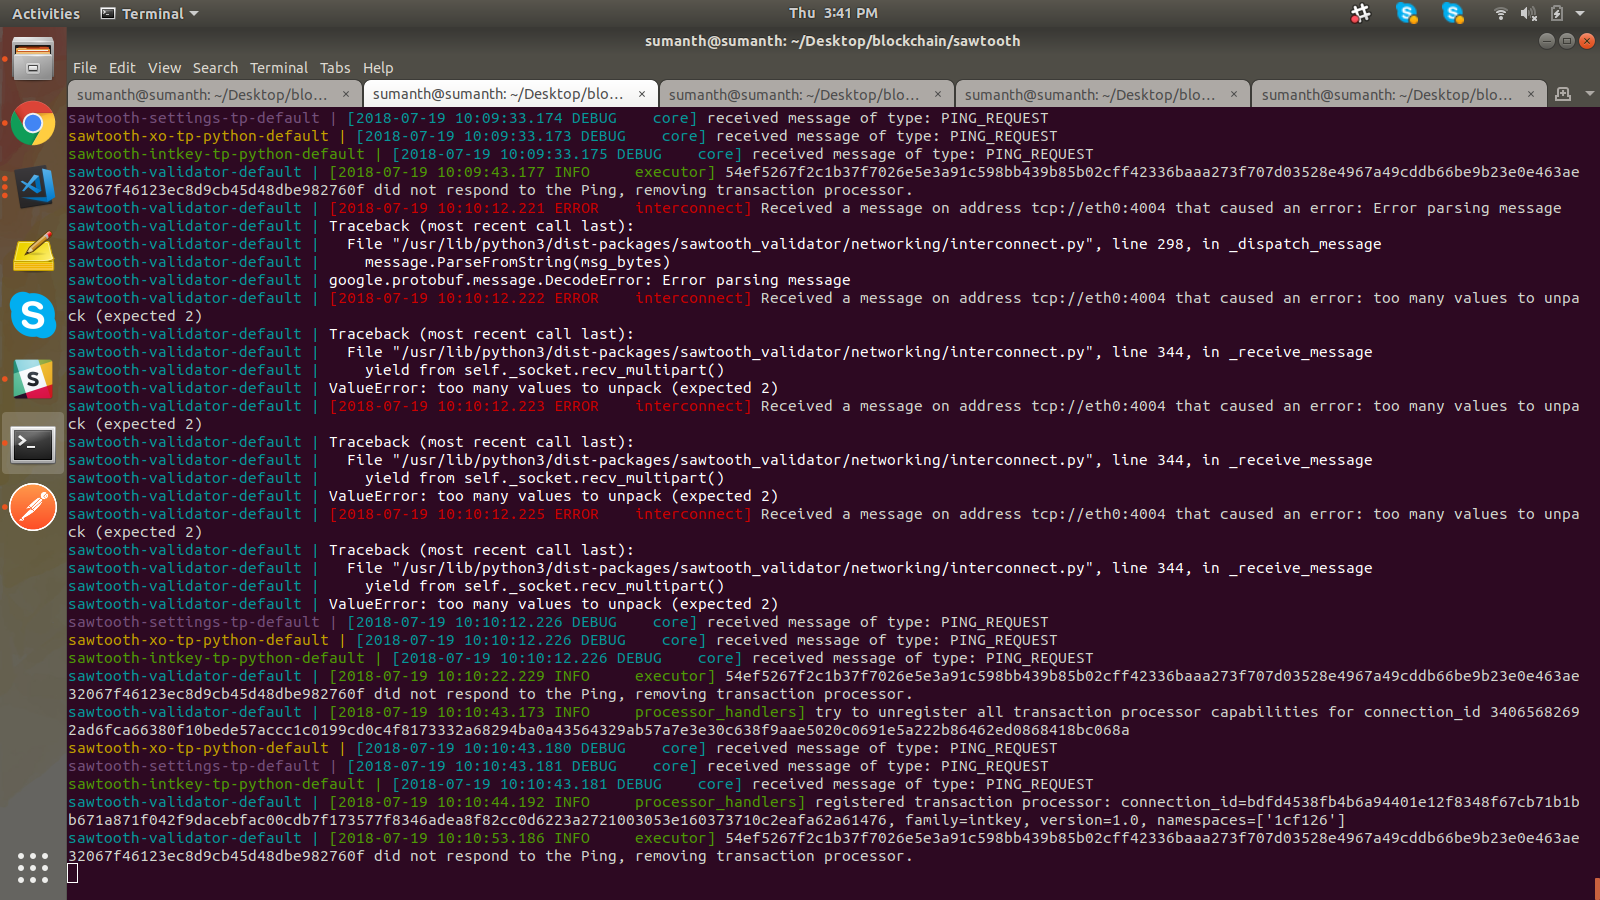 Activities Terminal Thu 3:41 PM
sumanth@sumanth: ~/Desktop/blockchain/sawtooth
File Edit View Search Terminal Tabs Help
sumanth@sumanth: ~/Desktop/blo... × sumanth@sumanth: ~/Desktop/blo... × sumanth@sumanth: ~/Desktop/blo... × sumanth@sumanth: ~/Desktop/blo... × sumanth@sumanth: ~/Desktop/blo... ×
sawtooth-settings-tp-default | [2018-07-19 10:09:33.174 DEBUG    core] received message of type: PING_REQUEST
sawtooth-xo-tp-python-default | [2018-07-19 10:09:33.173 DEBUG    core] received message of type: PING_REQUEST
sawtooth-intkey-tp-python-default | [2018-07-19 10:09:33.175 DEBUG    core] received message of type: PING_REQUEST
sawtooth-validator-default | [2018-07-19 10:09:43.177 INFO     executor] 54ef5267f2c1b37f7026e5e3a91c598bb439b85b02cff42336baaa273f707d03528e4967a49cddb66be9b23e0e463ae
32067f46123ec8d9cb45d48dbe982760f did not respond to the Ping, removing transaction processor.
sawtooth-validator-default | [2018-07-19 10:10:12.221 ERROR    interconnect] Received a message on address tcp://eth0:4004 that caused an error: Error parsing message
sawtooth-validator-default | Traceback (most recent call last):
sawtooth-validator-default |   File "/usr/lib/python3/dist-packages/sawtooth_validator/networking/interconnect.py", line 298, in _dispatch_message
sawtooth-validator-default |     message.ParseFromString(msg_bytes)
sawtooth-validator-default | google.protobuf.message.DecodeError: Error parsing message
sawtooth-validator-default | [2018-07-19 10:10:12.222 ERROR    interconnect] Received a message on address tcp://eth0:4004 that caused an error: too many values to unpa
ck (expected 2)
sawtooth-validator-default | Traceback (most recent call last):
sawtooth-validator-default |   File "/usr/lib/python3/dist-packages/sawtooth_validator/networking/interconnect.py", line 344, in _receive_message
sawtooth-validator-default |     yield from self._socket.recv_multipart()
sawtooth-validator-default | ValueError: too many values to unpack (expected 2)
sawtooth-validator-default | [2018-07-19 10:10:12.223 ERROR    interconnect] Received a message on address tcp://eth0:4004 that caused an error: too many values to unpa
ck (expected 2)
sawtooth-validator-default | Traceback (most recent call last):
sawtooth-validator-default |   File "/usr/lib/python3/dist-packages/sawtooth_validator/networking/interconnect.py", line 344, in _receive_message
sawtooth-validator-default |     yield from self._socket.recv_multipart()
sawtooth-validator-default | ValueError: too many values to unpack (expected 2)
sawtooth-validator-default | [2018-07-19 10:10:12.225 ERROR    interconnect] Received a message on address tcp://eth0:4004 that caused an error: too many values to unpa
ck (expected 2)
sawtooth-validator-default | Traceback (most recent call last):
sawtooth-validator-default |   File "/usr/lib/python3/dist-packages/sawtooth_validator/networking/interconnect.py", line 344, in _receive_message
sawtooth-validator-default |     yield from self._socket.recv_multipart()
sawtooth-validator-default | ValueError: too many values to unpack (expected 2)
sawtooth-settings-tp-default | [2018-07-19 10:10:12.226 DEBUG    core] received message of type: PING_REQUEST
sawtooth-xo-tp-python-default | [2018-07-19 10:10:12.226 DEBUG    core] received message of type: PING_REQUEST
sawtooth-intkey-tp-python-default | [2018-07-19 10:10:12.226 DEBUG    core] received message of type: PING_REQUEST
sawtooth-validator-default | [2018-07-19 10:10:22.229 INFO     executor] 54ef5267f2c1b37f7026e5e3a91c598bb439b85b02cff42336baaa273f707d03528e4967a49cddb66be9b23e0e463ae
32067f46123ec8d9cb45d48dbe982760f did not respond to the Ping, removing transaction processor.
sawtooth-validator-default | [2018-07-19 10:10:43.173 INFO     processor_handlers] try to unregister all transaction processor capabilities for connection_id 3406568269
2ad6fca66380f10bede57accc1c0199cd0c4f8173332a68294ba0a43564329ab57a7e3e30c638f9aae5020c0691e5a222b86462ed0868418bc068a
sawtooth-xo-tp-python-default | [2018-07-19 10:10:43.180 DEBUG    core] received message of type: PING_REQUEST
sawtooth-settings-tp-default | [2018-07-19 10:10:43.181 DEBUG    core] received message of type: PING_REQUEST
sawtooth-intkey-tp-python-default | [2018-07-19 10:10:43.181 DEBUG    core] received message of type: PING_REQUEST
sawtooth-validator-default | [2018-07-19 10:10:44.192 INFO     processor_handlers] registered transaction processor: connection_id=bdfd4538fb4b6a94401e12f8348f67cb71b1b
b671a871f042f9dacebfac00cdb7f173577f8346adea8f82cc0d6223a2721003053e160373710c2eafa62a61476, family=intkey, version=1.0, namespaces=['1cf126']
sawtooth-validator-default | [2018-07-19 10:10:53.186 INFO     executor] 54ef5267f2c1b37f7026e5e3a91c598bb439b85b02cff42336baaa273f707d03528e4967a49cddb66be9b23e0e463ae
32067f46123ec8d9cb45d48dbe982760f did not respond to the Ping, removing transaction processor.